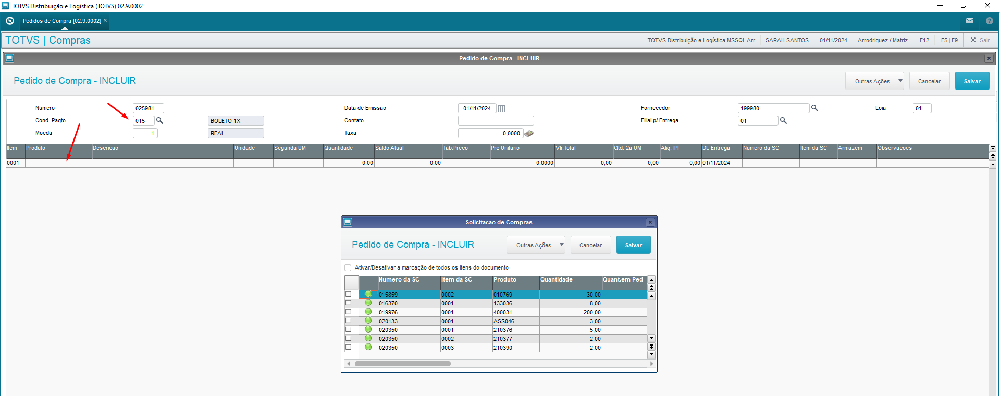 TOTVS Distribuição e Logística (TOTVS) 02.9.0002
Pedidos de Compra [02.9.0002] ×
TOTVS | Compras
TOTVS Distribuição e Logística MSSQL Arr SARAH.SANTOS 01/11/2024 Arrodriguez / Matriz F12 F5 | F9 Sair
Pedido de Compra - INCLUIR
Pedido de Compra - INCLUIR
Outras Ações Cancelar Salvar
Numero 025981 Data de Emissao 01/11/2024 Fornecedor 199980 Loja 01
Cond. Pagto 015 BOLETO 1X Contato Filial p/ Entrega 01
Moeda 1 REAL Taxa 0,0000
Item Produto Descricao Unidade Segunda UM Quantidade Saldo Atual Tab.Preco Prc Unitario Vlr.Total Qtd. 2a UM Aliq. IPI Dt. Entrega Numero da SC Item da SC Armazem Observacoes
0001 0,00 0,00 0,0000 0,00 0,00 0,00 01/11/2024
Solicitacao de Compras
Pedido de Compra - INCLUIR
Outras Ações Cancelar Salvar
Ativar/Desativar a marcação de todos os itens do documento
Numero da SC Item da SC Produto Quantidade Quant.em Ped
015859 0002 010769 30,00
016370 0001 133036 8,00
019976 0001 400031 200,00
020133 0001 ASS046 3,00
020350 0001 210376 5,00
020350 0002 210377 2,00
020350 0003 210390 2,00